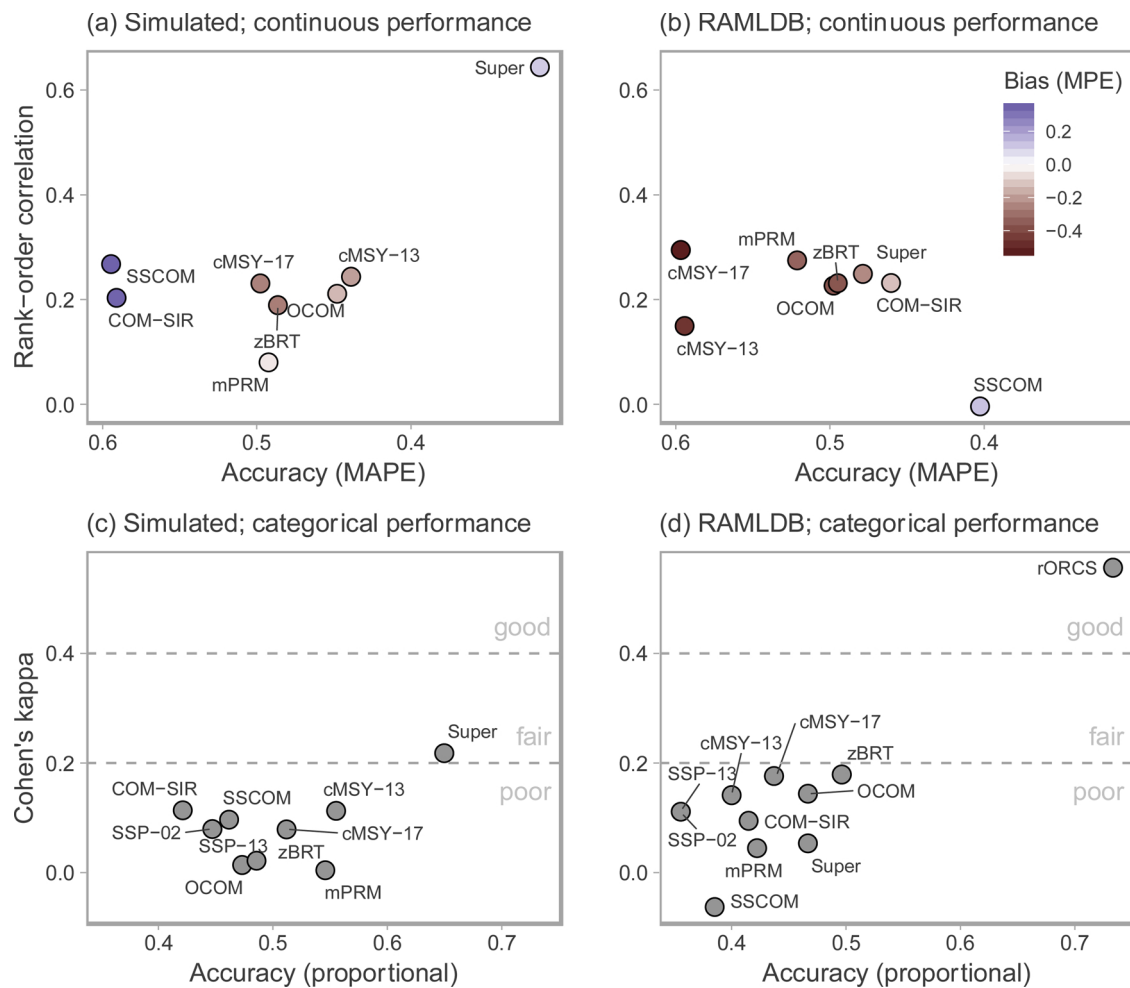 (a) Simulated; continuous performance
Rank−order correlation
0.6
0.4
0.2
0.0
Super
cMSY−17
cMSY−13
SSCOM
COM−SIR
OCOM
zBRT
mPRM
0.6 0.5 0.4
Accuracy (MAPE)
(b) RAMLDB; continuous performance
Bias (MPE)
0.2
0.0
−0.2
−0.4
0.6
0.4
0.2
0.0
mPRM
zBRT
Super
cMSY−17
OCOM
COM−SIR
cMSY−13
SSCOM
0.6 0.5 0.4
Accuracy (MAPE)
(c) Simulated; categorical performance
Cohen's kappa
0.4
0.2
0.0
good
fair
poor
Super
COM−SIR
SSCOM
cMSY−13
SSP−02
cMSY−17
SSP−13
zBRT
OCOM
mPRM
0.4 0.5 0.6 0.7
Accuracy (proportional)
(d) RAMLDB; categorical performance
0.4
0.2
0.0
rORCS
good
fair
poor
cMSY−17
cMSY−13
zBRT
SSP−13
OCOM
COM−SIR
SSP−02
mPRM
Super
SSCOM
0.4 0.5 0.6 0.7
Accuracy (proportional)